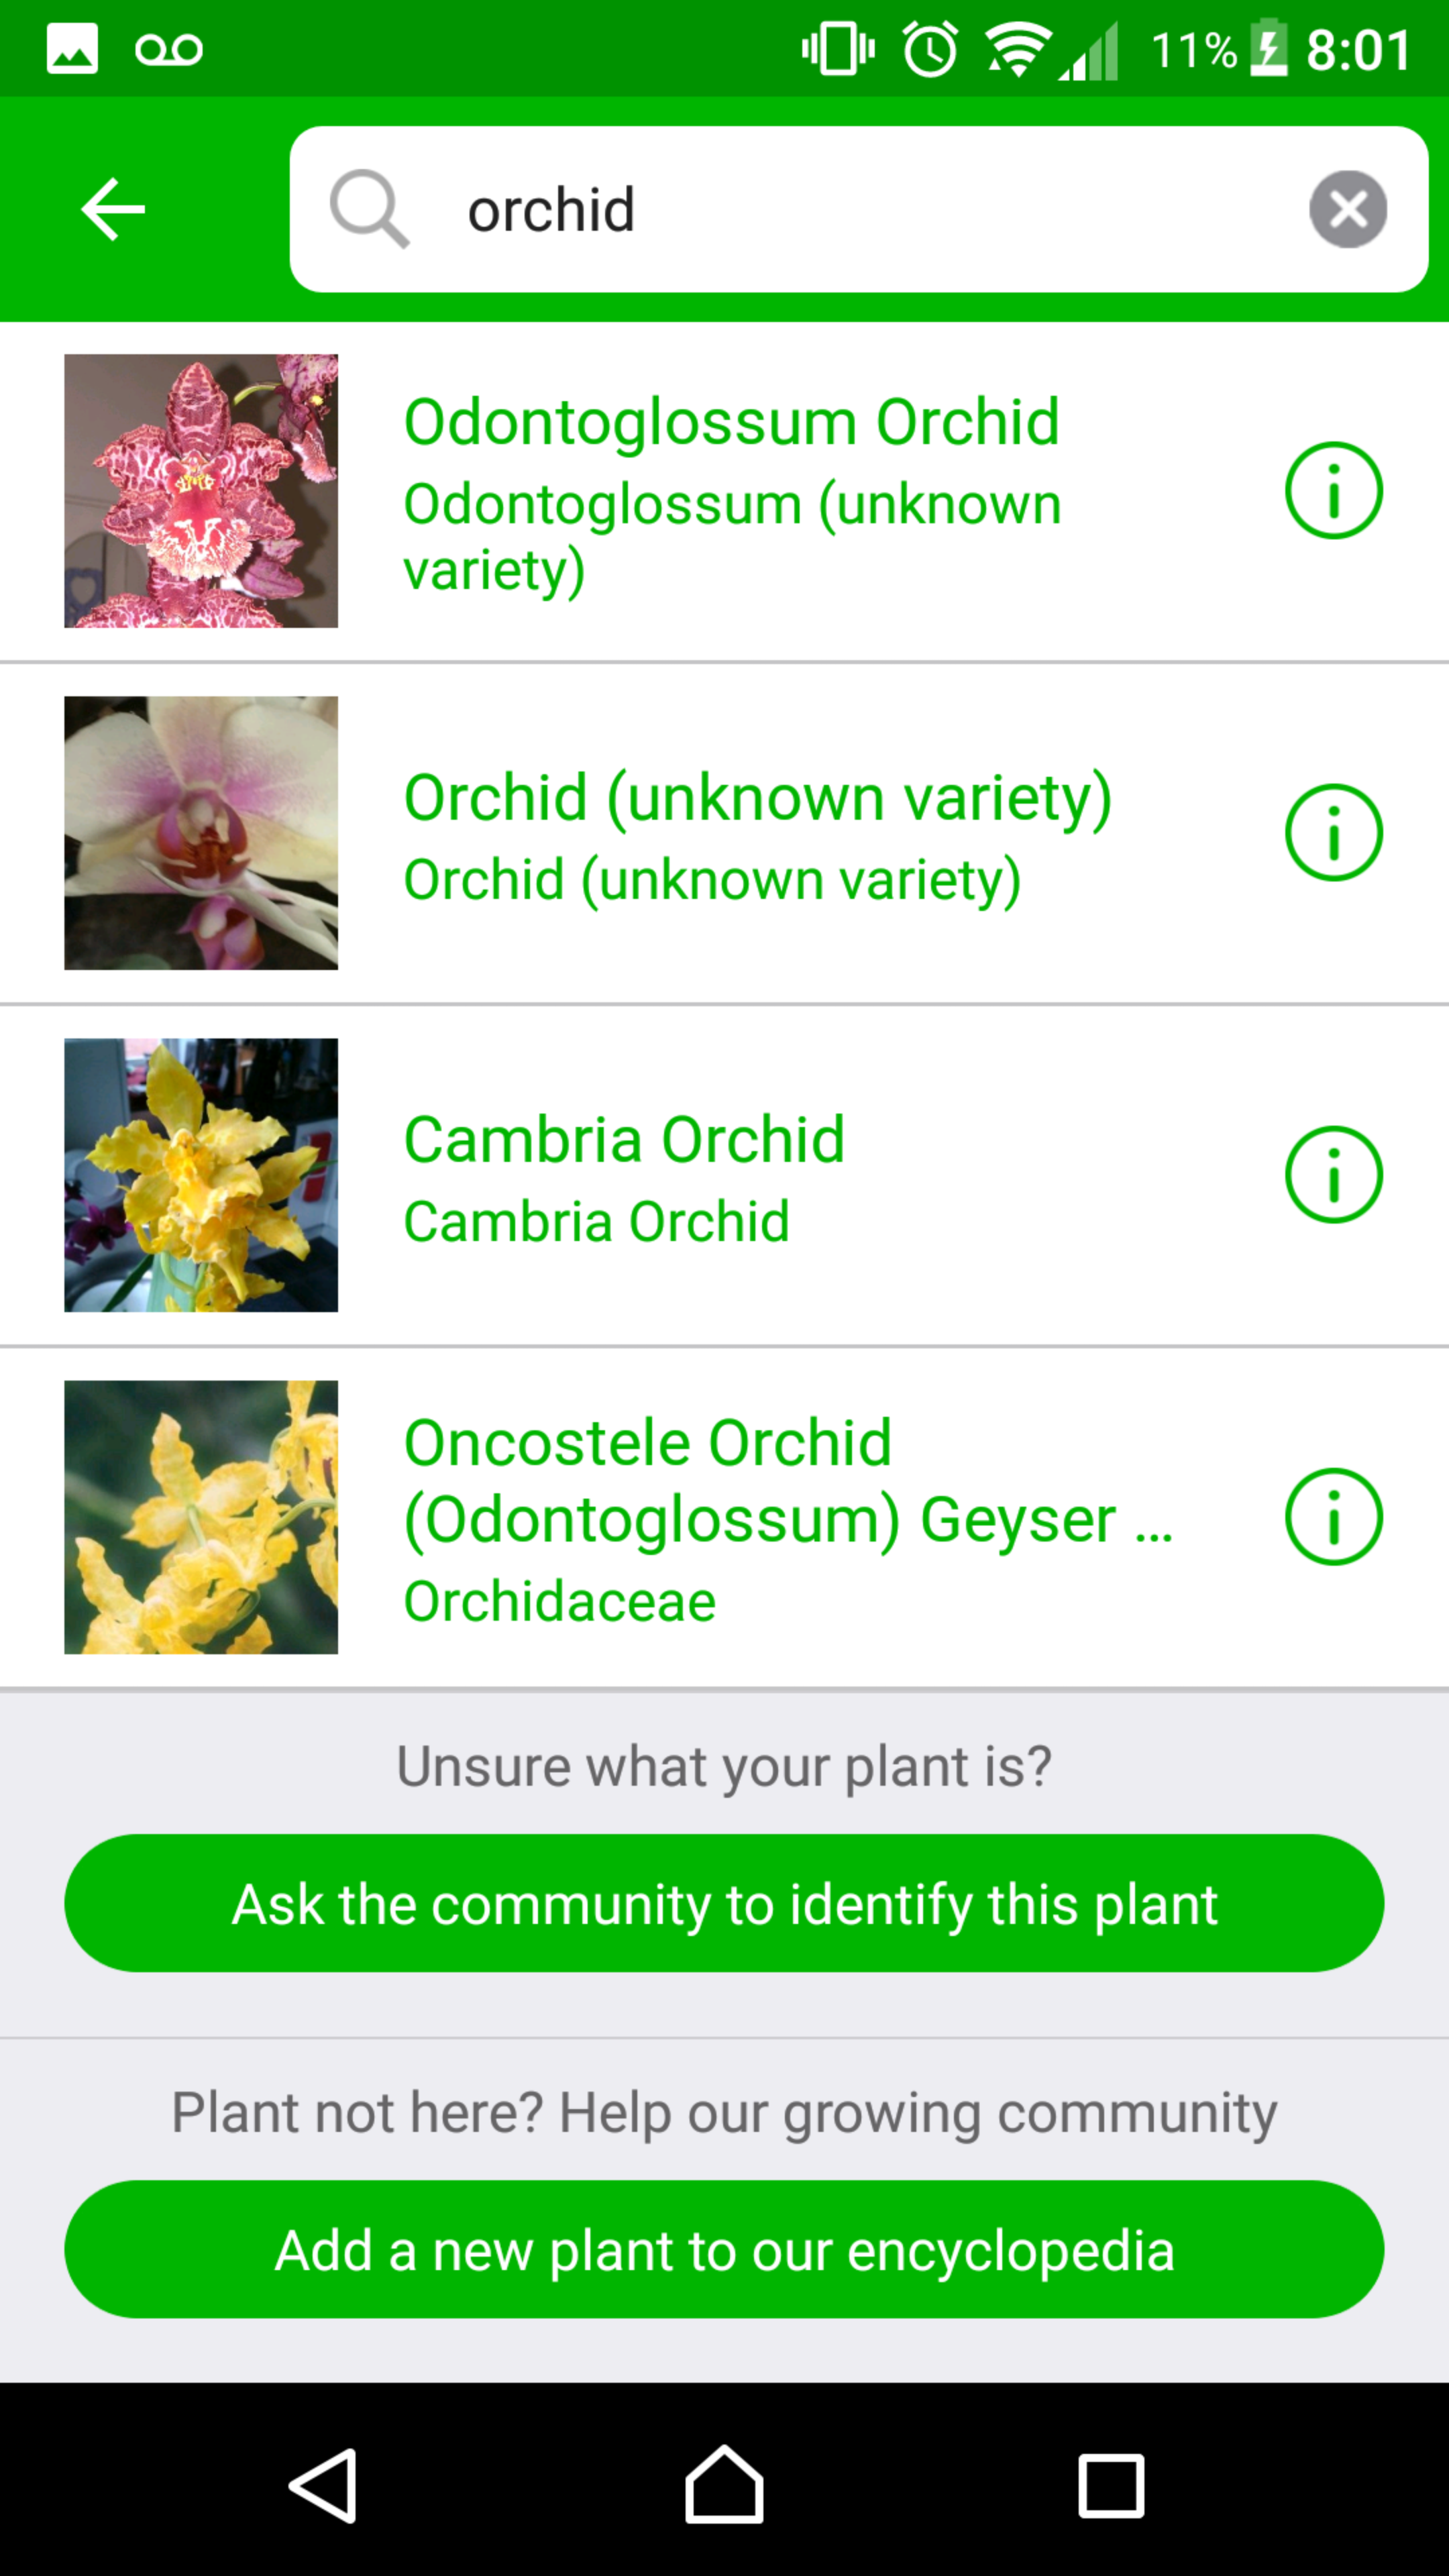 11% 8:01
orchid
Odontoglossum Orchid
Odontoglossum (unknown
variety)
Orchid (unknown variety)
Orchid (unknown variety)
Cambria Orchid
Cambria Orchid
Oncostele Orchid
(Odontoglossum) Geyser ...
Orchidaceae
Unsure what your plant is?
Ask the community to identify this plant
Plant not here? Help our growing community
Add a new plant to our encyclopedia